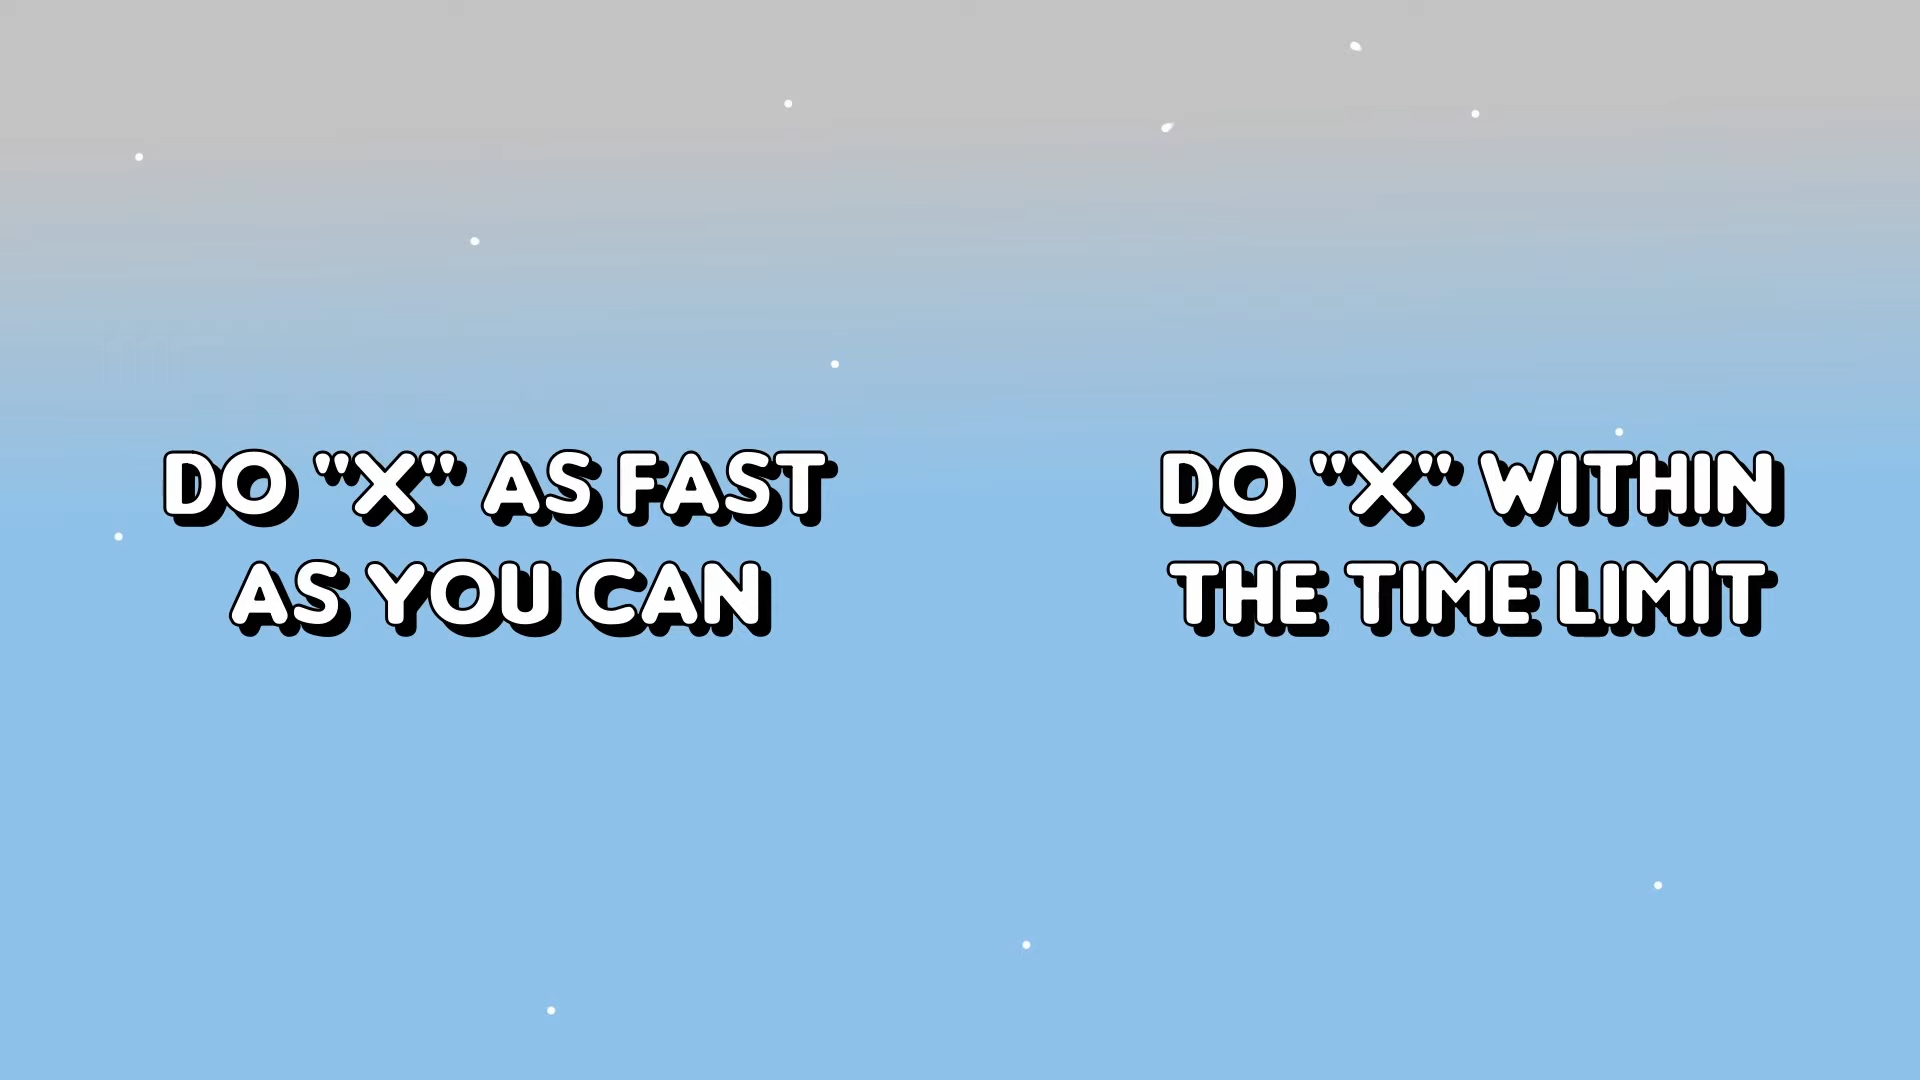 DO "X" AS FAST
AS YOU CAN
DO "X" WITHIN
THE TIME LIMIT